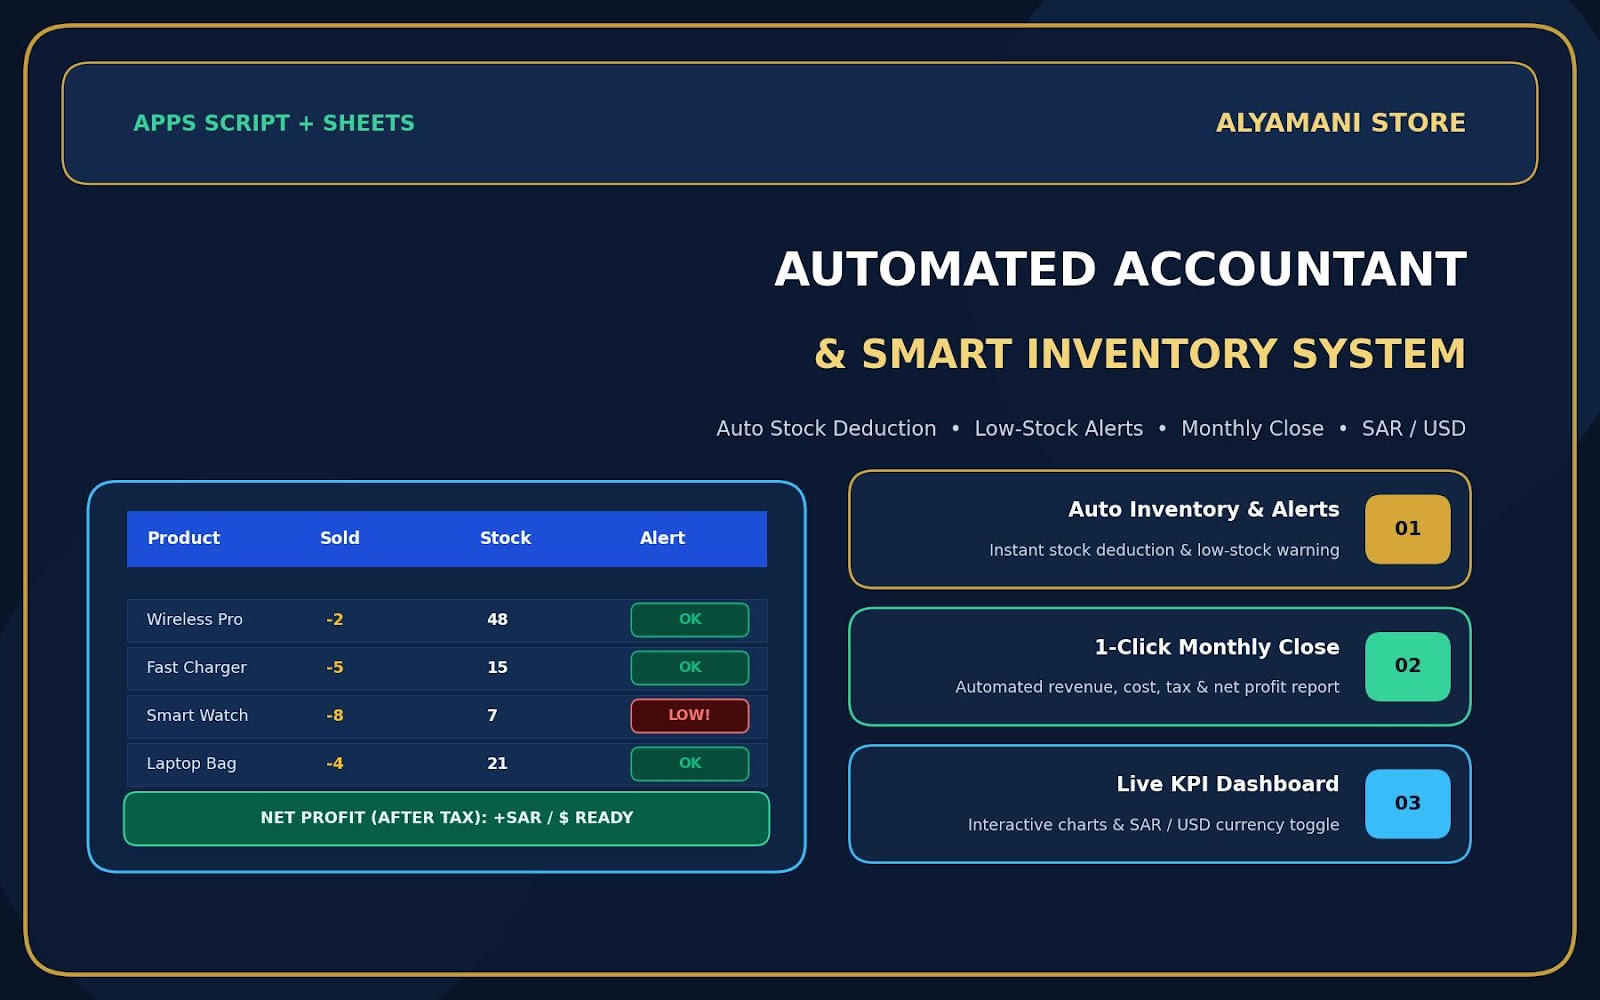 APPS SCRIPT + SHEETS
ALYAMANI STORE
AUTOMATED ACCOUNTANT
& SMART INVENTORY SYSTEM
Auto Stock Deduction • Low-Stock Alerts • Monthly Close • SAR / USD
Product Sold Stock Alert
Wireless Pro -2 48 OK
Fast Charger -5 15 OK
Smart Watch -8 7 LOW!
Laptop Bag -4 21 OK
NET PROFIT (AFTER TAX): +SAR / $ READY
Auto Inventory & Alerts
Instant stock deduction & low-stock warning
01
1-Click Monthly Close
Automated revenue, cost, tax & net profit report
02
Live KPI Dashboard
Interactive charts & SAR / USD currency toggle
03